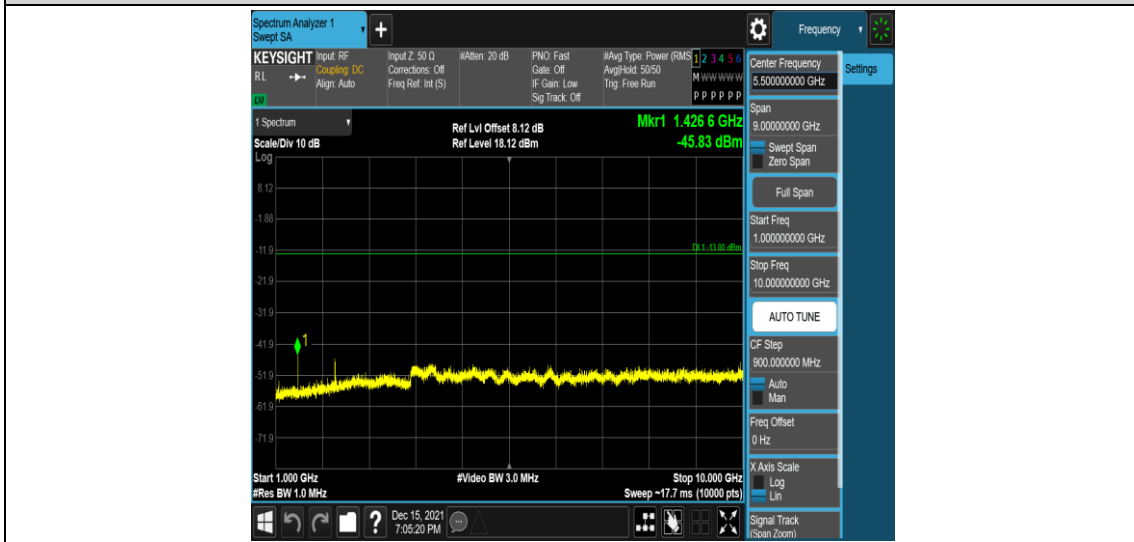 Spectrum Analyzer 1
Swept SA
Frequency
KEYSIGHT
RL
Input: RF
Coupling: DC
Align: Auto
Input Z: 50 Ω
Corrections: Off
Freq Ref: Int (S)
#Atten: 20 dB
PNO: Fast
Gate: Off
IF Gain: Low
Sig Track: Off
#Avg Type: Power (RMS
Avg|Hold: 50/50
Trig: Free Run
1 2 3 4 5 6
M W W W W W
P P P P P P
1 Spectrum
Scale/Div 10 dB
Log
Ref Lvl Offset 8.12 dB
Ref Level 18.12 dBm
Mkr1 1.426 6 GHz
-45.83 dBm
8.12
-1.88
-11.9
DL1 -13.00 dBm
-21.9
-31.9
-41.9
1
-51.9
-61.9
-71.9
Start 1.000 GHz
#Res BW 1.0 MHz
#Video BW 3.0 MHz
Stop 10.000 GHz
Sweep ~17.7 ms (10000 pts)
Center Frequency
5.500000000 GHz
Settings
Span
9.00000000 GHz
Swept Span
Zero Span
Full Span
Start Freq
1.000000000 GHz
Stop Freq
10.000000000 GHz
AUTO TUNE
CF Step
900.000000 MHz
Auto
Man
Freq Offset
0 Hz
X Axis Scale
Log
Lin
Signal Track
(Span Zoom)
?
Dec 15, 2021
7:05:20 PM